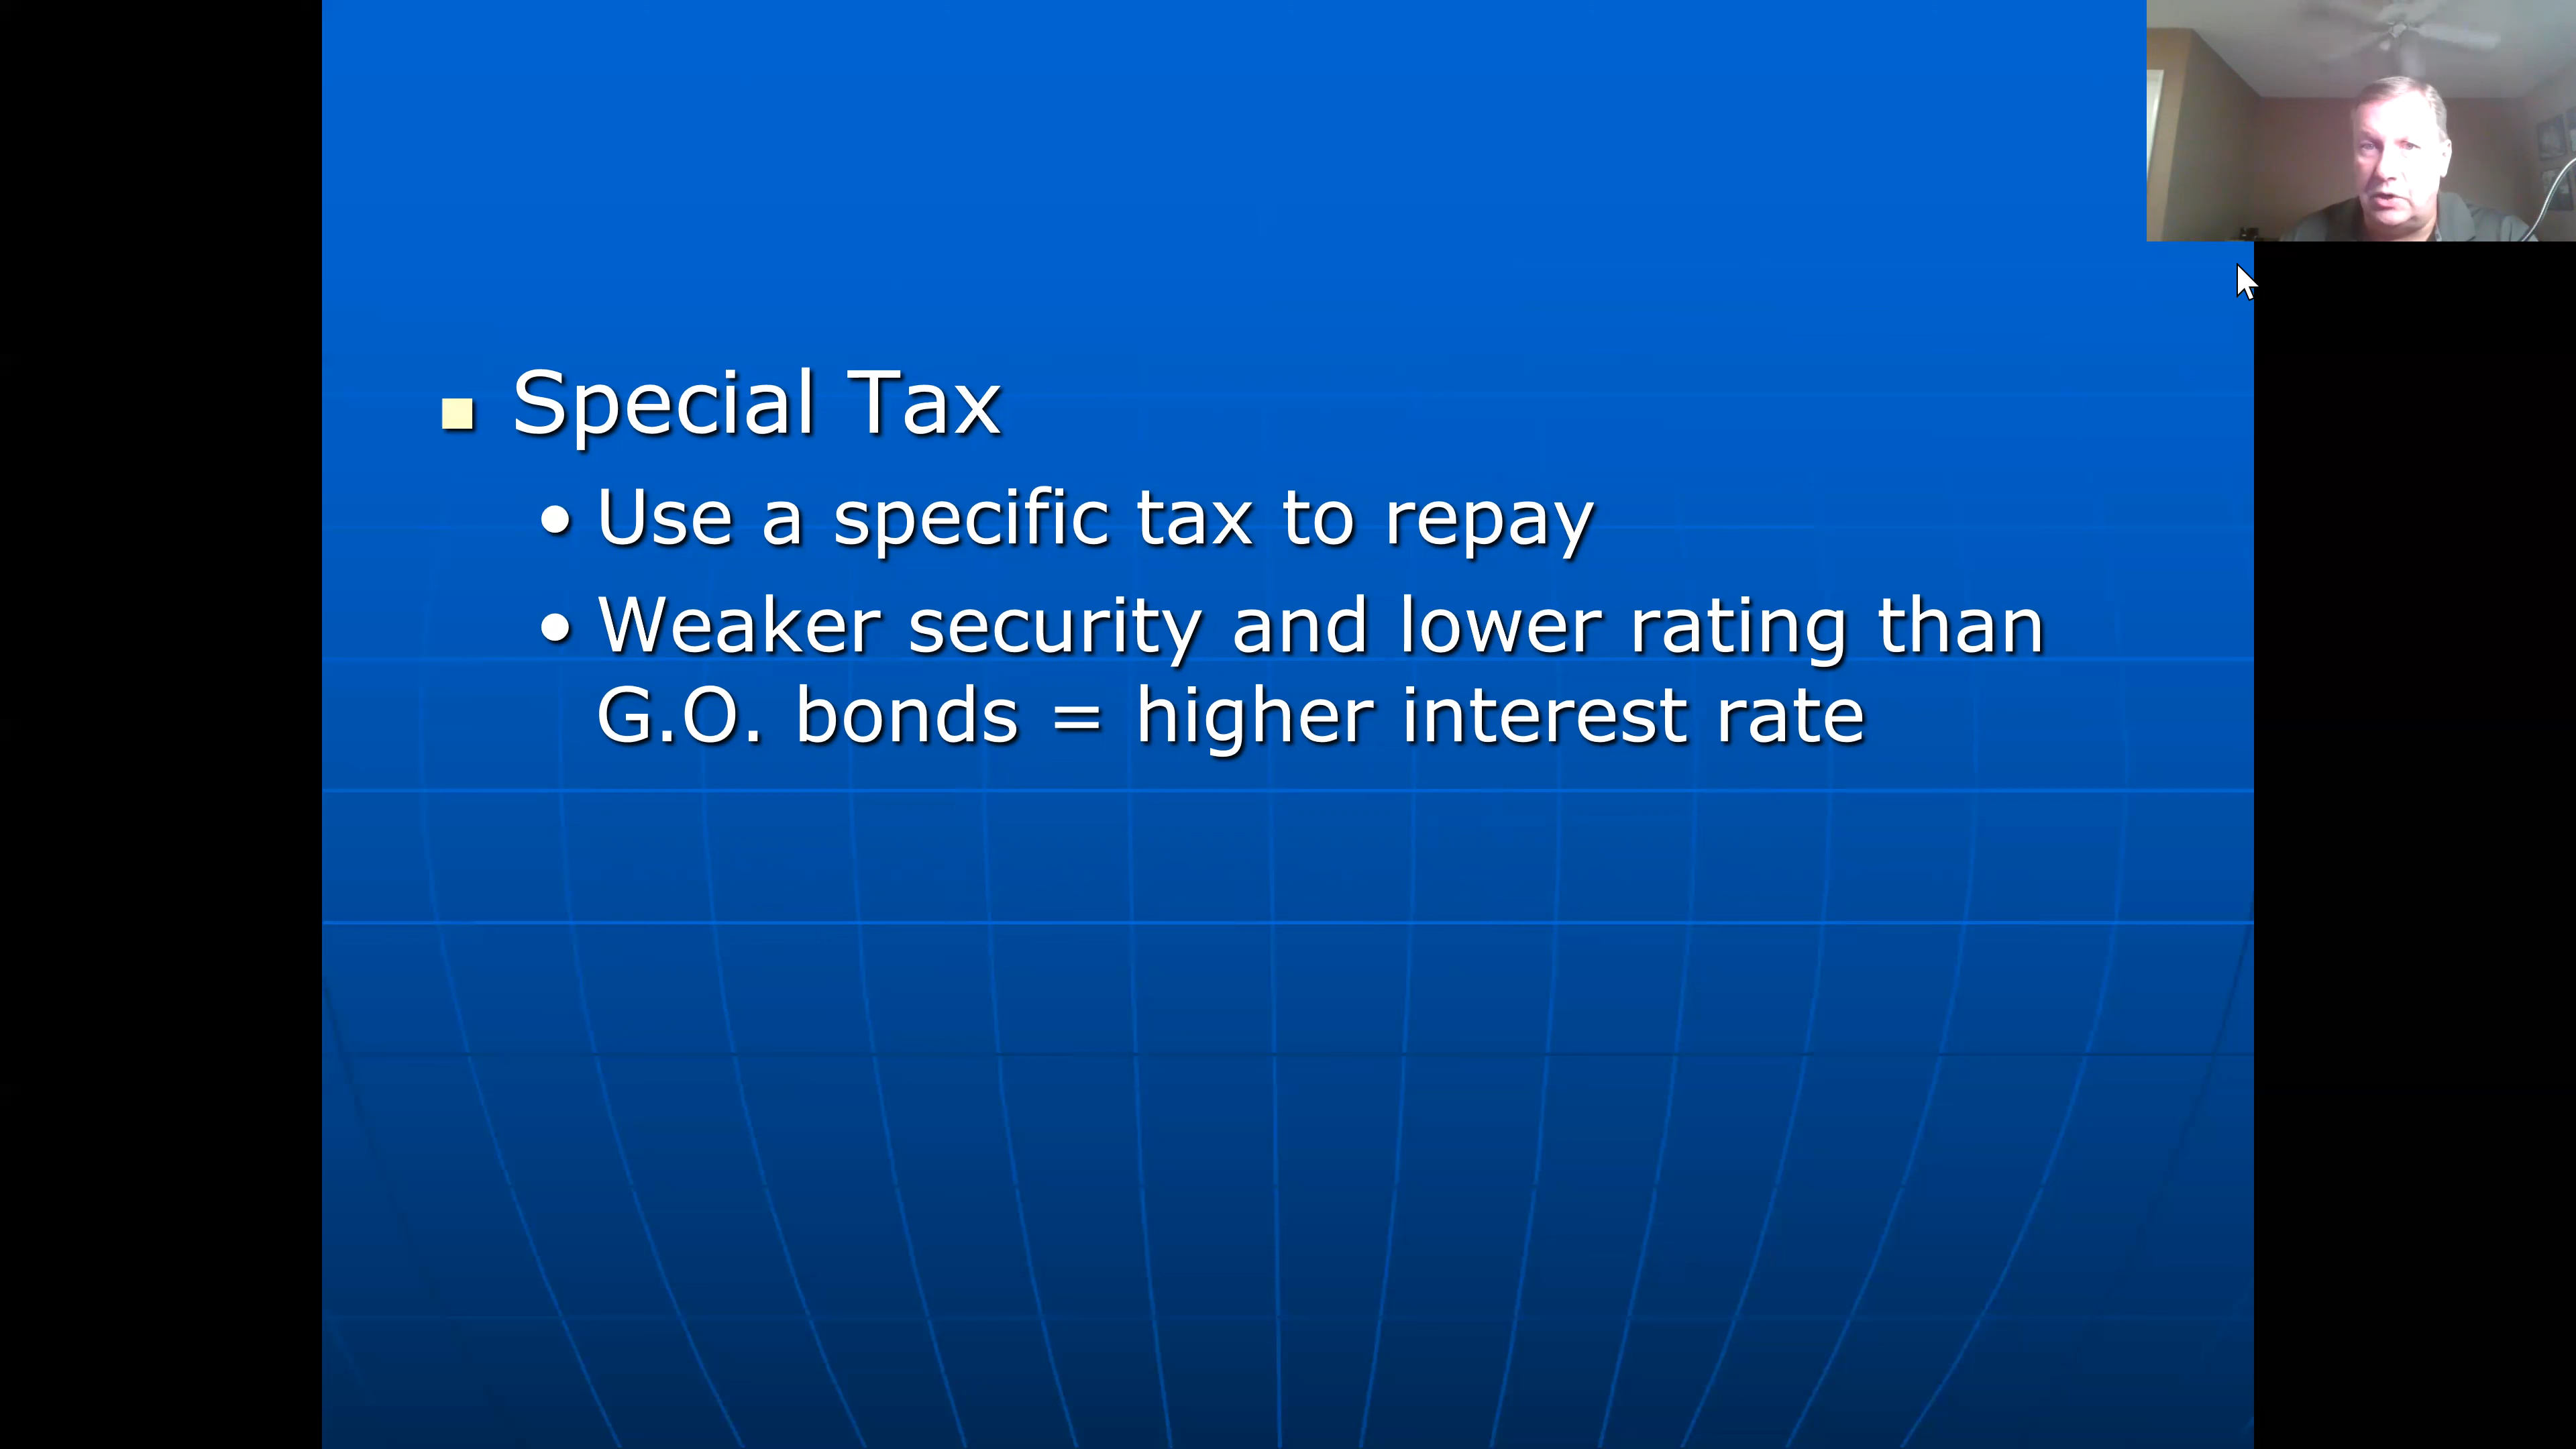 Special Tax
Use a specific tax to repay
Weaker security and lower rating than
G.O. bonds = higher interest rate